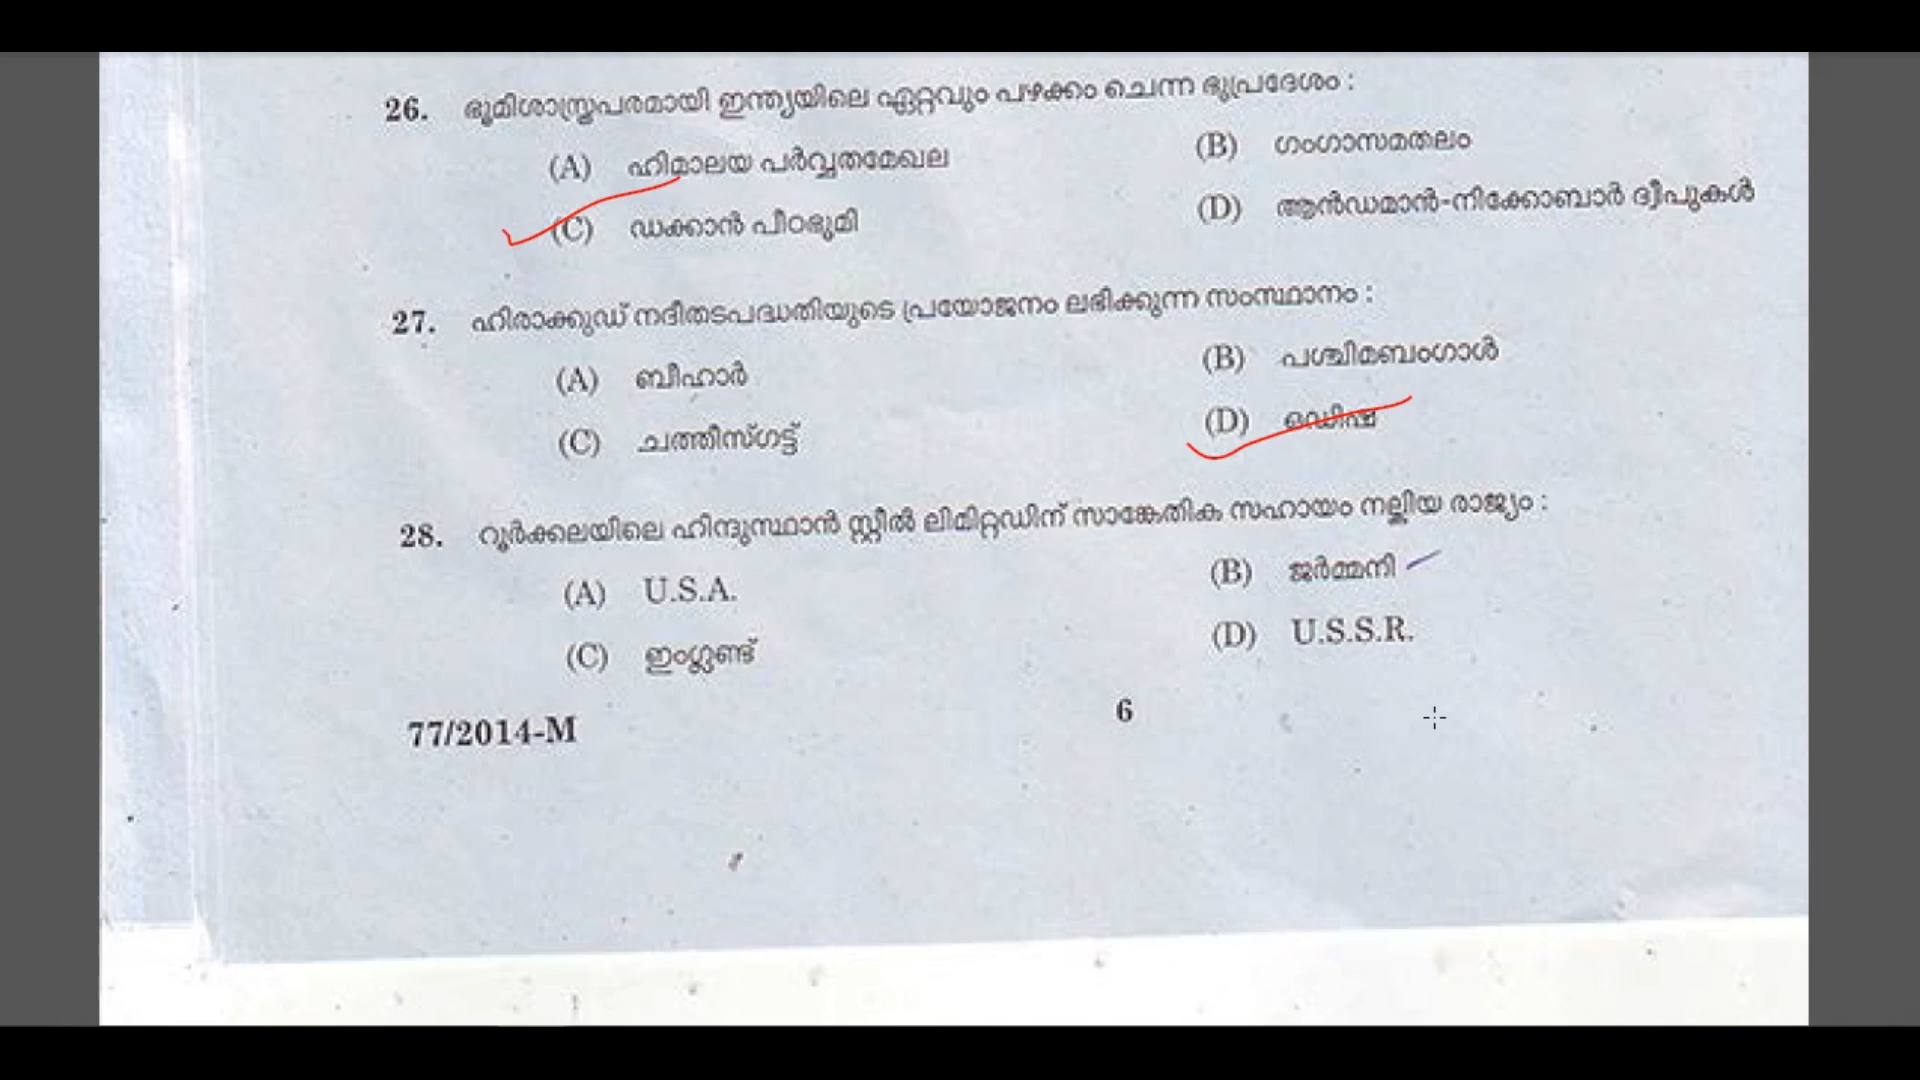 26. ഭൂമിശാസ്ത്രപരമായി ഇന്ത്യയിലെ ഏറ്റവും പഴക്കം ചെന്ന ഭൂപ്രദേശം :
(A) ഹിമാലയ പർവ്വതമേഖല (B) ഗംഗാസമതലം
(C) ഡക്കാൻ പീഠഭൂമി (D) ആൻഡമാൻ-നിക്കോബാർ ദ്വീപുകൾ
27. ഹിരാക്കുഡ് നദീതടപദ്ധതിയുടെ പ്രയോജനം ലഭിക്കുന്ന സംസ്ഥാനം :
(A) ബീഹാർ (B) പശ്ചിമബംഗാൾ
(C) ചത്തീസ്ഗട്ട് (D) ഒഡീഷ
28. റൂർക്കലയിലെ ഹിന്ദുസ്ഥാൻ സ്റ്റീൽ ലിമിറ്റഡിന് സാങ്കേതിക സഹായം നല്കിയ രാജ്യം :
(A) U.S.A. (B) ജർമ്മനി
(C) ഇംഗ്ലണ്ട് (D) U.S.S.R.
77/2014-M 6